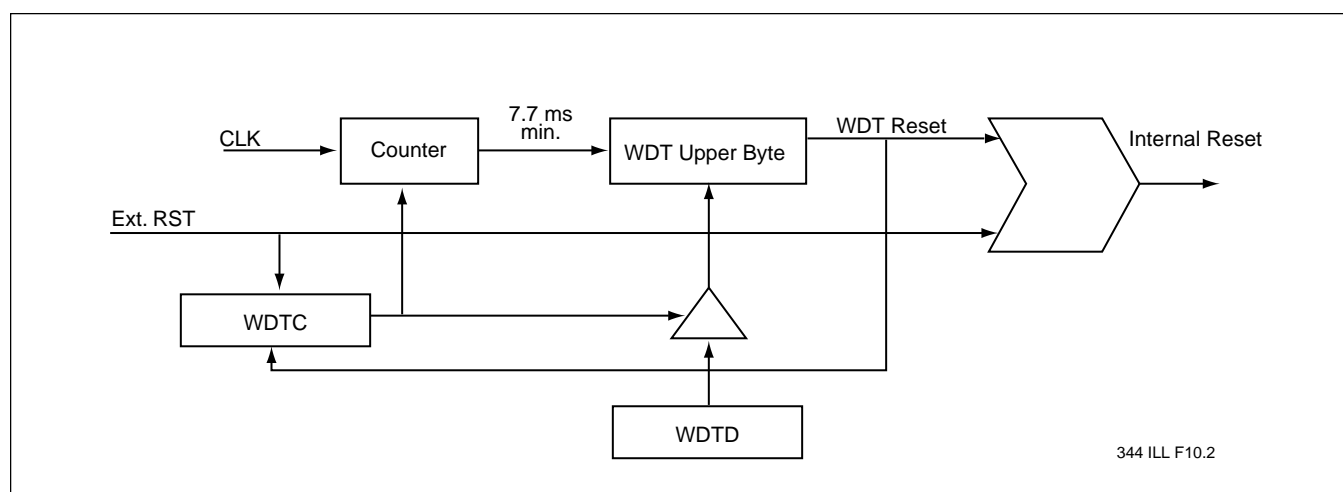 7.7 ms
min.
CLK
Counter
WDT Upper Byte
WDT Reset
Internal Reset
Ext. RST
WDTC
WDTD
344 ILL F10.2